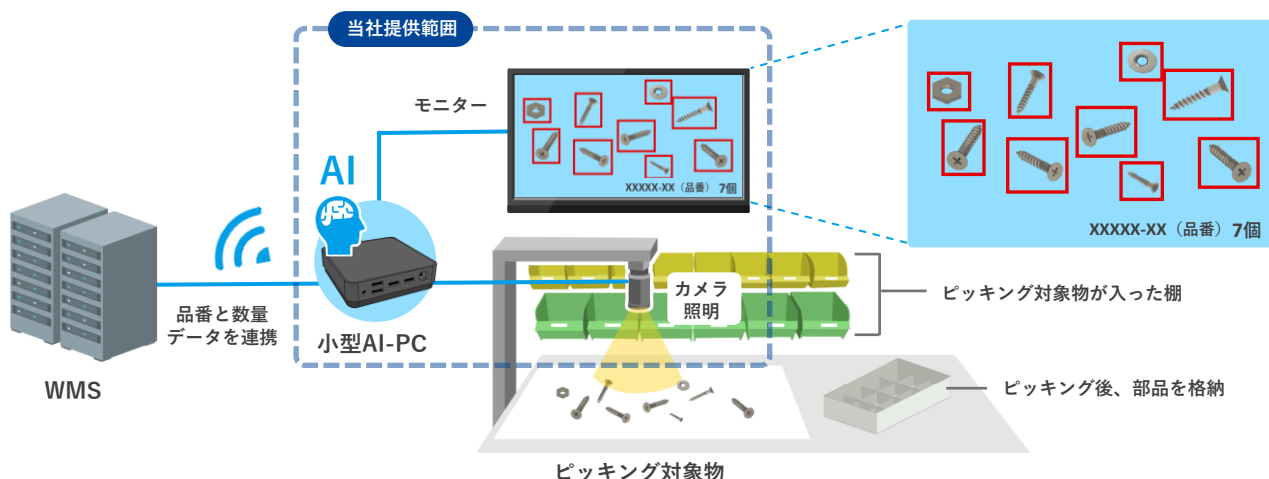 当社提供範囲
モニター
AI
XXXXX-XX（品番） 7個
XXXXX-XX（品番） 7個
品番と数量
データを連携
小型AI-PC
WMS
カメラ
照明
ピッキング対象物が入った棚
ピッキング後、部品を格納
ピッキング対象物